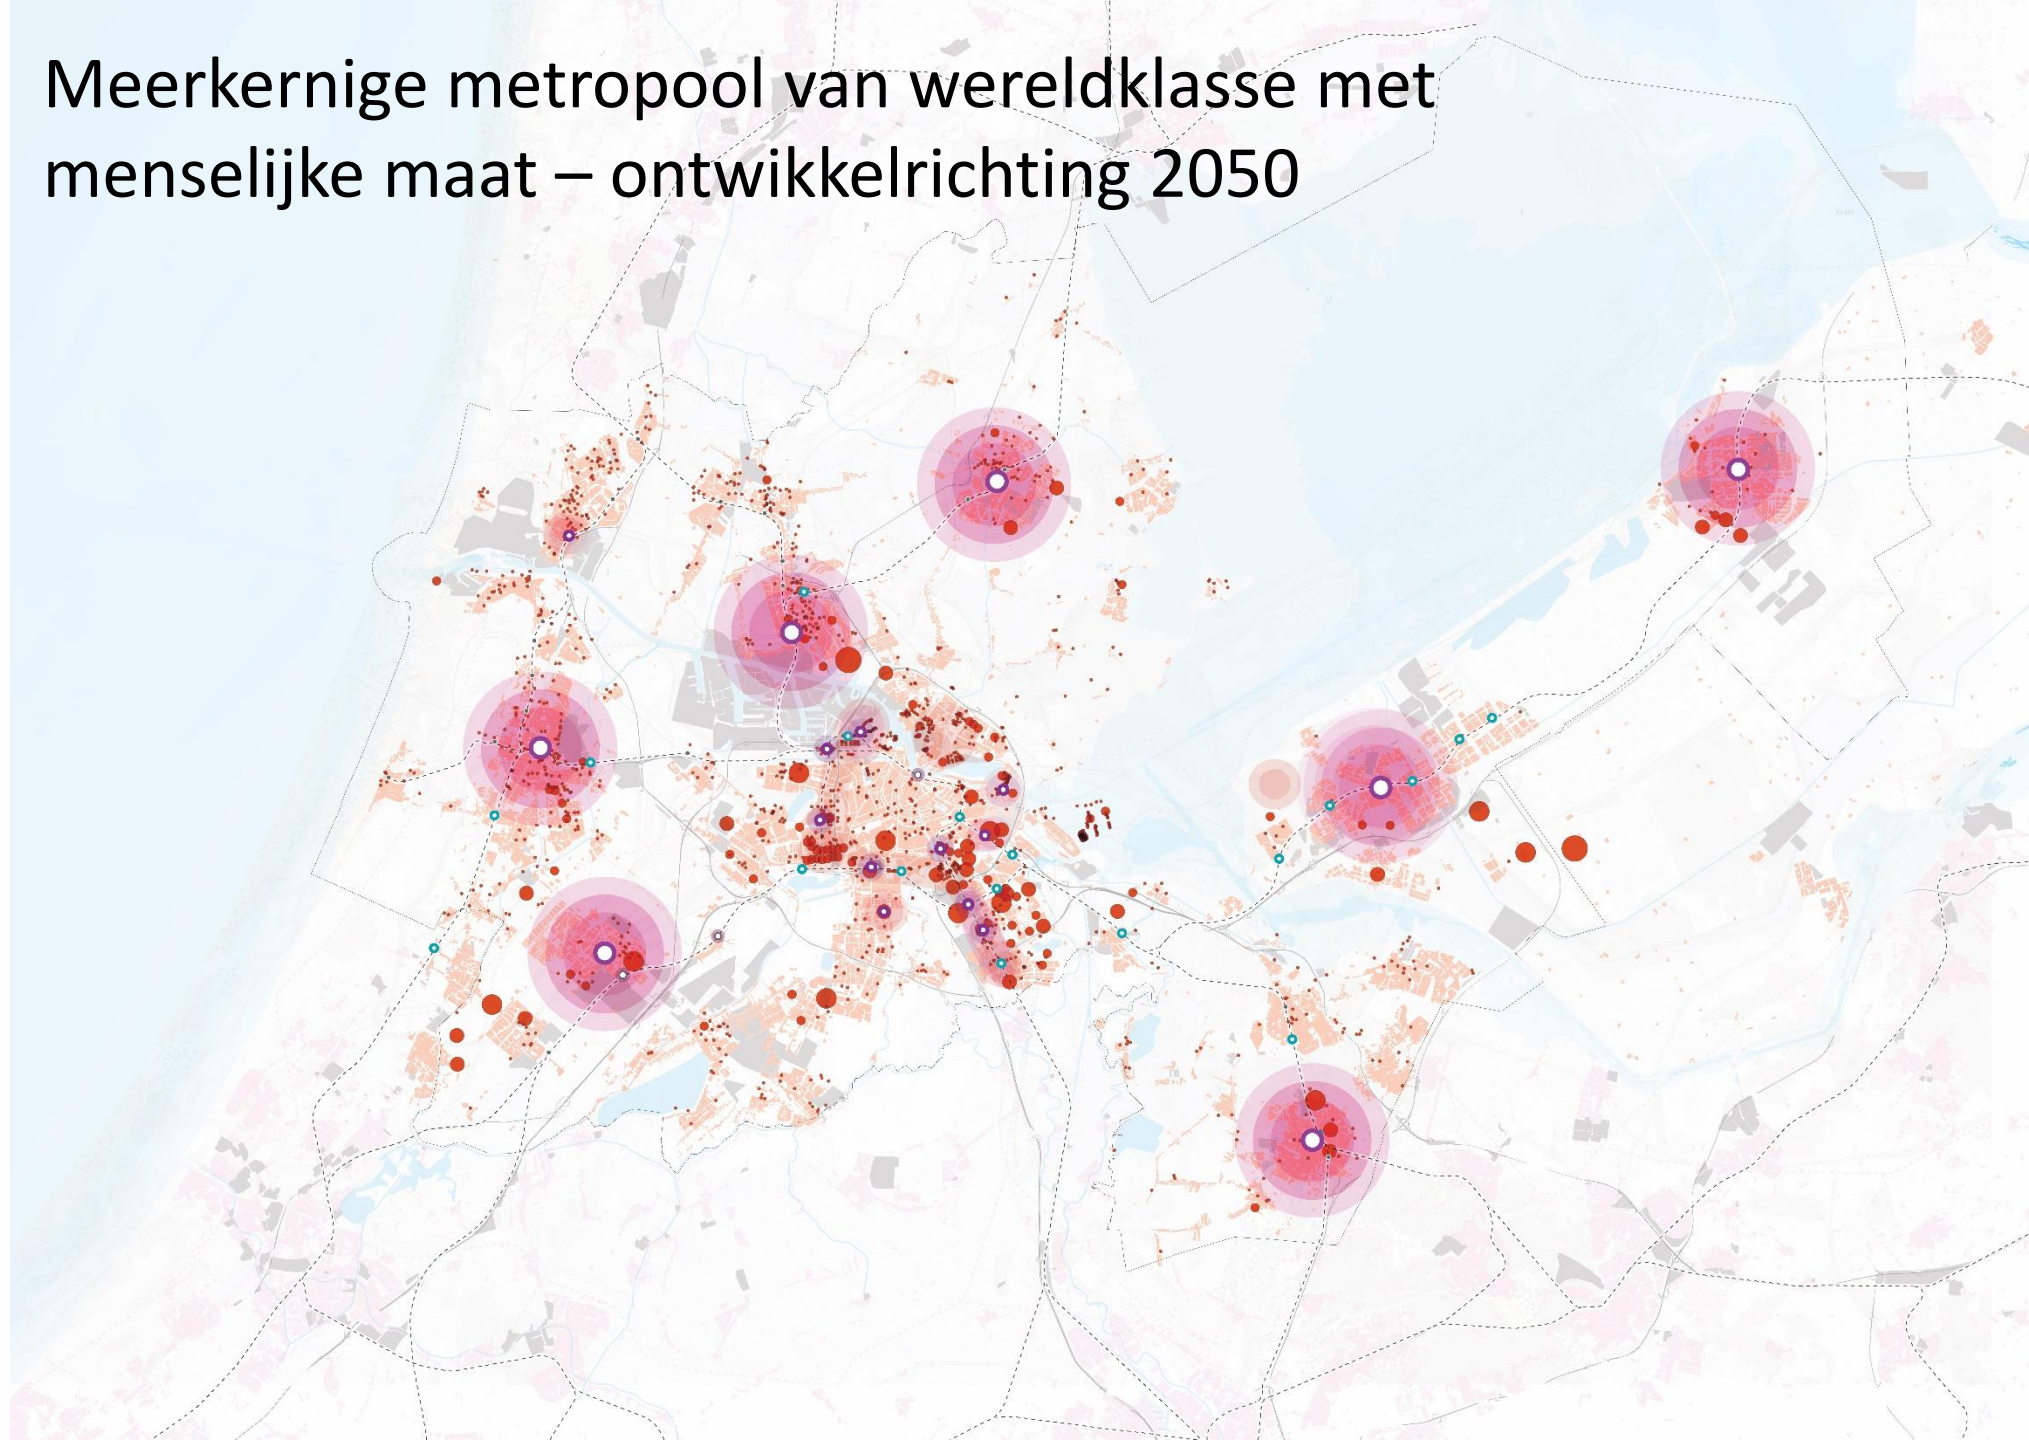 Meerkernige metropool van wereldklasse met
menselijke maat – ontwikkelrichting 2050